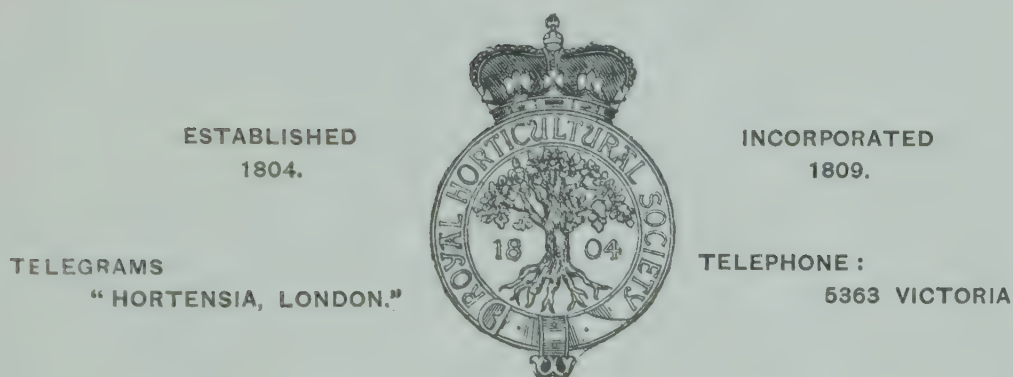 ESTABLISHED
1804.
INCORPORATED
1809.
ROYAL HORTICULTURAL SOCIETY
18 04
TELEGRAMS
"HORTENSIA, LONDON."
TELEPHONE:
5363 VICTORIA